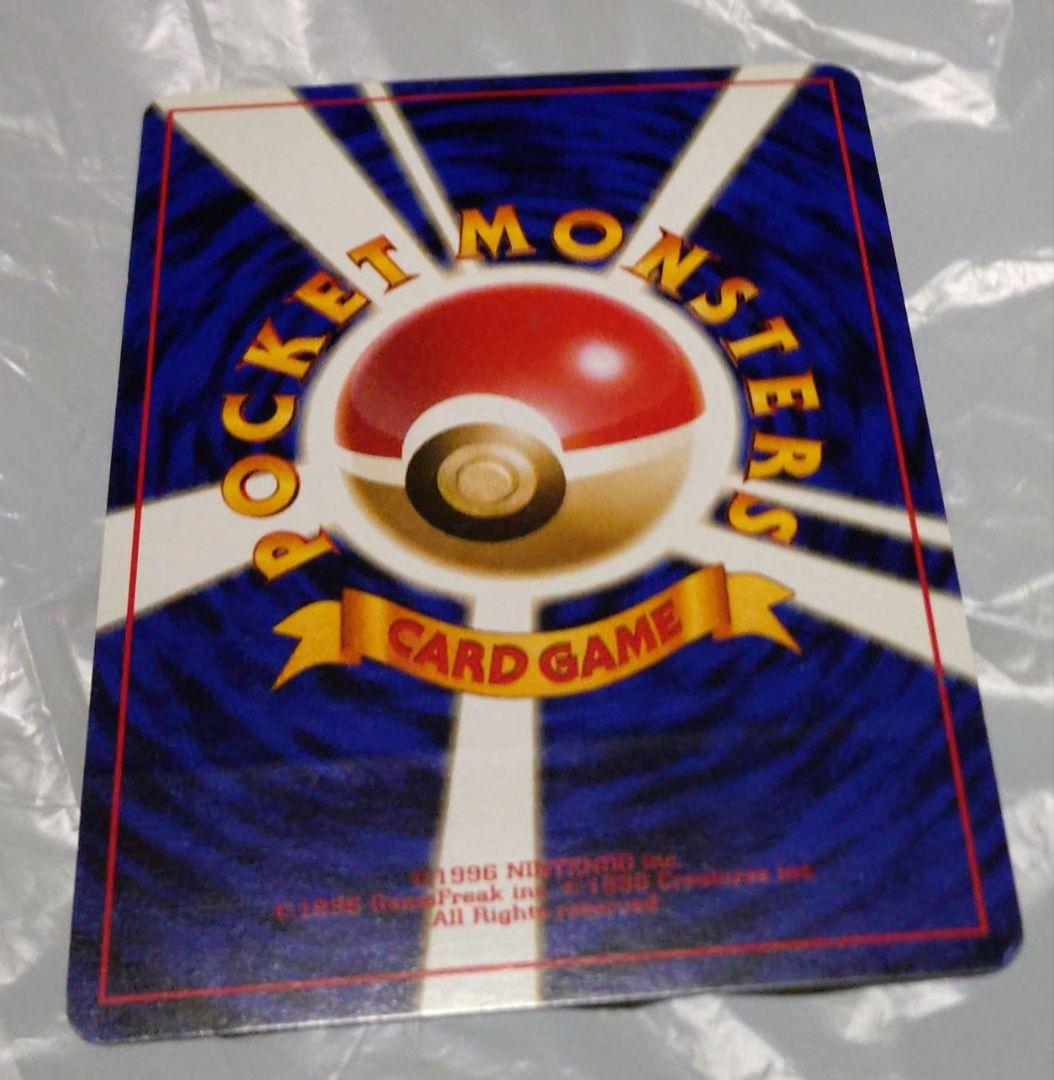 POCKET MONSTERS
CARD GAME
©1996 NINTENDO inc.
©1996 GameFreak inc. ©1996 Creatures inc.
All Rights reserved